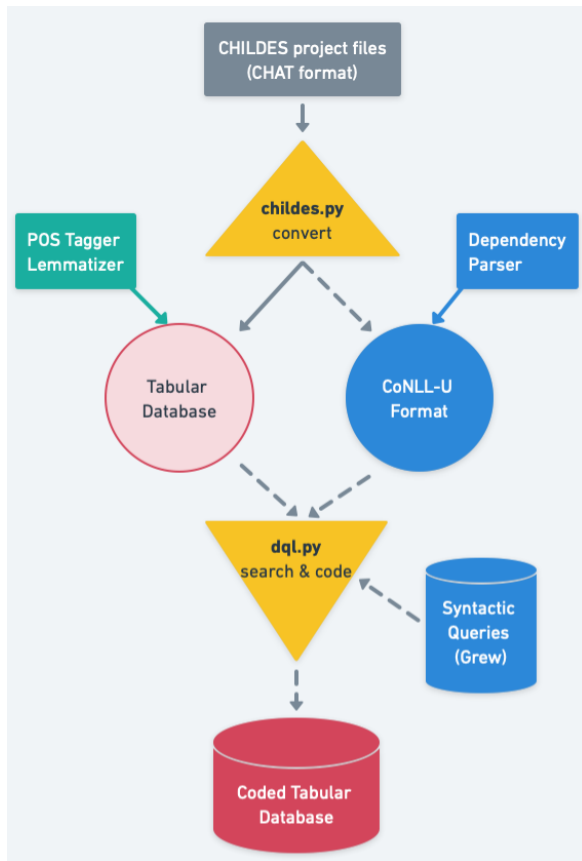 CHILDES project files
(CHAT format)
childes.py
convert
POS Tagger
Lemmatizer
Dependency
Parser
Tabular
Database
CoNLL-U
Format
dql.py
search & code
Syntactic
Queries
(Grew)
Coded Tabular
Database